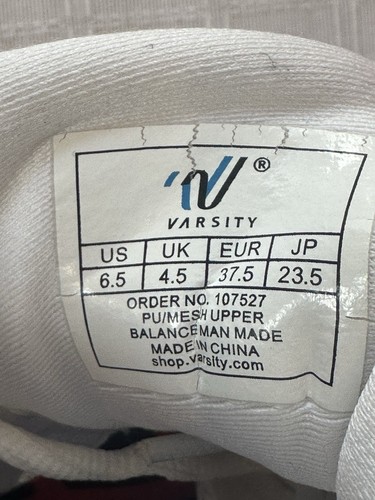 ®
VARSITY
US UK EUR JP
6.5 4.5 37.5 23.5
ORDER NO. 107527
PU/MESH UPPER
BALANCE MAN MADE
MADE IN CHINA
shop.varsity.com